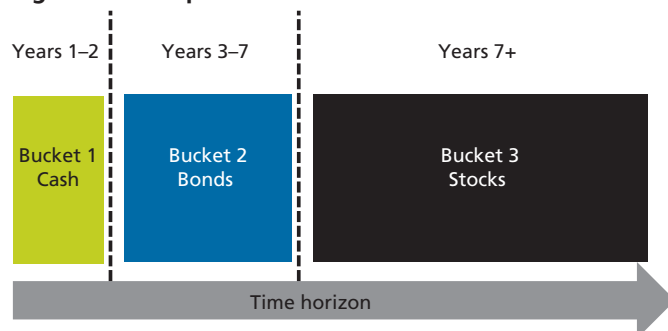 Years 1–2
Years 3–7
Years 7+
Bucket 1
Cash
Bucket 2
Bonds
Bucket 3
Stocks
Time horizon